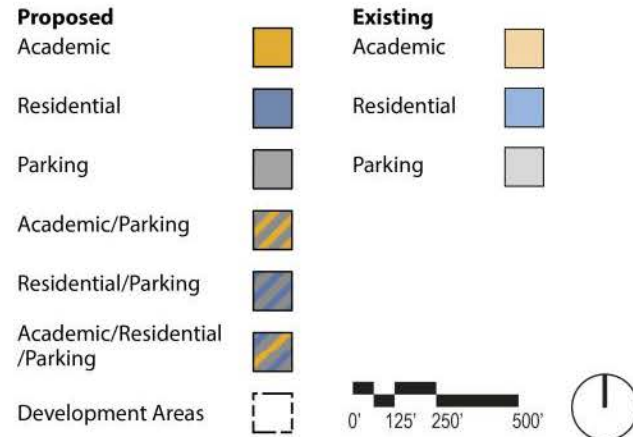 Proposed
Academic
Residential
Parking
Academic/Parking
Residential/Parking
Academic/Residential
/Parking
Development Areas
Existing
Academic
Residential
Parking
0' 125' 250' 500'